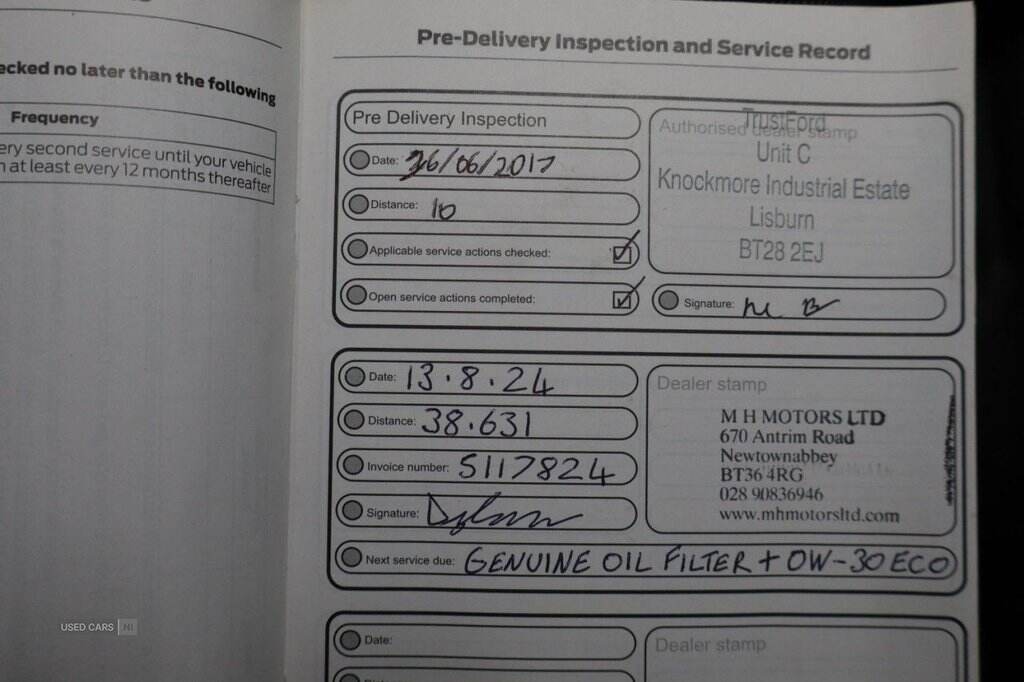 ecked no later than the following
Frequency
ery second service until your vehicle
n at least every 12 months thereafter
Pre-Delivery Inspection and Service Record
Pre Delivery Inspection
Date: 26/06/2017
Distance: 10
Applicable service actions checked:
Open service actions completed:
Authorised dealer stamp
TrustFord
Unit C
Knockmore Industrial Estate
Lisburn
BT28 2EJ
Signature:
Date: 13.8.24
Distance: 38.631
Invoice number: S117824
Signature:
Dealer stamp
M H MOTORS LTD
670 Antrim Road
Newtownabbey
BT36 4RG
028 90836946
www.mhmotorsltd.com
Next service due: GENUINE OIL FILTER + OW-30 ECO
Date:
Dealer stamp
USED CARS NI